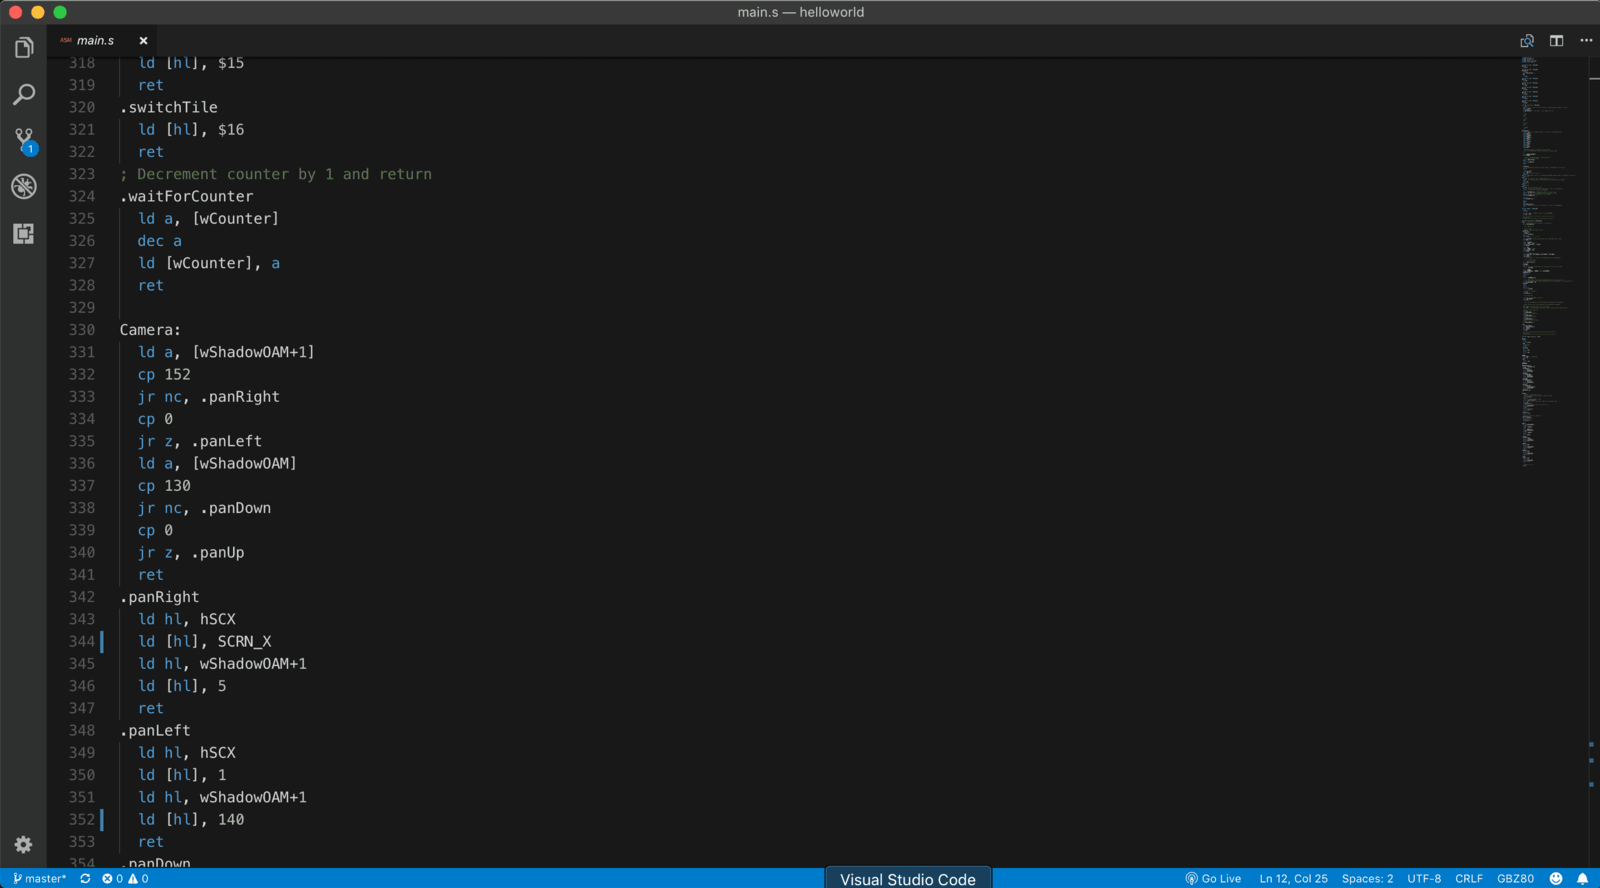 main.s — helloworld
ASM main.s ×
318 ld [hl], $15
319 ret
320 .switchTile
321 ld [hl], $16
322 ret
323 ; Decrement counter by 1 and return
324 .waitForCounter
325 ld a, [wCounter]
326 dec a
327 ld [wCounter], a
328 ret
329
330 Camera:
331 ld a, [wShadowOAM+1]
332 cp 152
333 jr nc, .panRight
334 cp 0
335 jr z, .panLeft
336 ld a, [wShadowOAM]
337 cp 130
338 jr nc, .panDown
339 cp 0
340 jr z, .panUp
341 ret
342 .panRight
343 ld hl, hSCX
344 ld [hl], SCRN_X
345 ld hl, wShadowOAM+1
346 ld [hl], 5
347 ret
348 .panLeft
349 ld hl, hSCX
350 ld [hl], 1
351 ld hl, wShadowOAM+1
352 ld [hl], 140
353 ret
354 .panDown
1
master* 0 0 Visual Studio Code Go Live Ln 12, Col 25 Spaces: 2 UTF-8 CRLF GBZ80